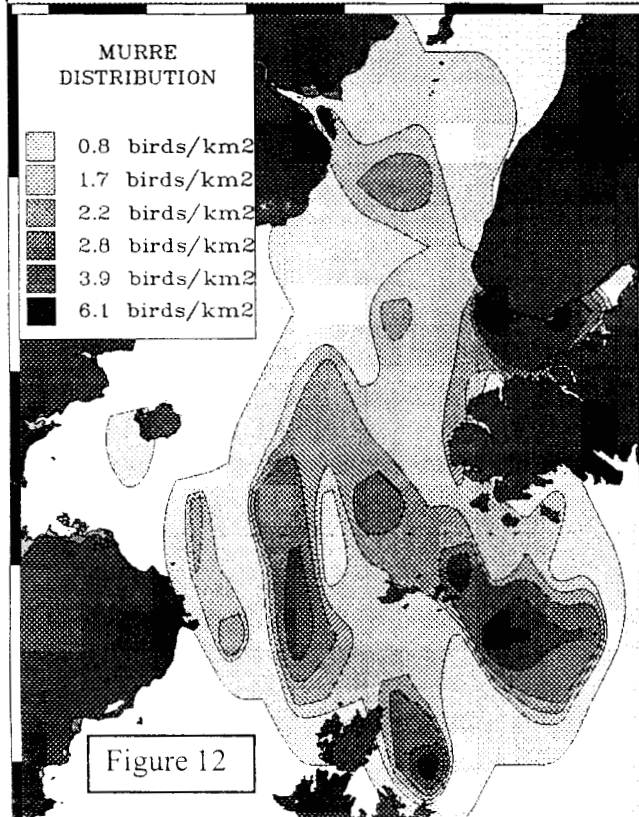 MURRE
DISTRIBUTION
0.8 birds/km2
1.7 birds/km2
2.2 birds/km2
2.8 birds/km2
3.9 birds/km2
6.1 birds/km2
Figure 12